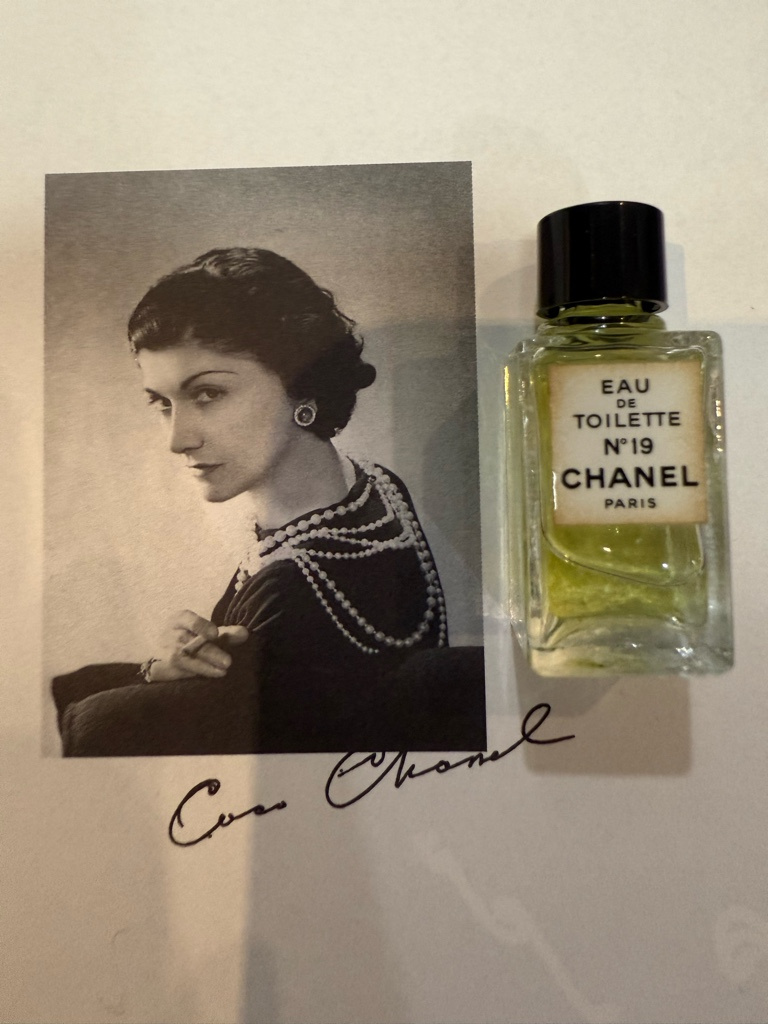 EAU
DE
TOILETTE
N°19
CHANEL
PARIS
Coco Chanel